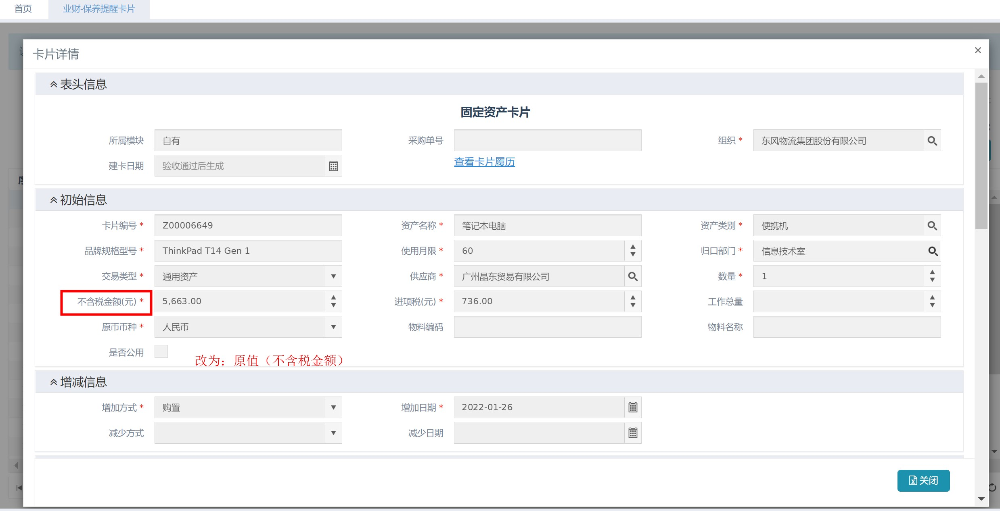 首页 业财-保养提醒卡片
卡片详情 ×
表头信息
固定资产卡片
所属模块 自有 采购单号 组织 * 东风物流集团股份有限公司
建卡日期 验收通过后生成 查看卡片履历
初始信息
卡片编号 * Z00006649 资产名称 * 笔记本电脑 资产类别 * 便携机
品牌规格型号 * ThinkPad T14 Gen 1 使用月限 * 60 归口部门 * 信息技术室
交易类型 * 通用资产 供应商 * 广州晶东贸易有限公司 数量 * 1
不含税金额(元) * 5,663.00 进项税(元) * 736.00 工作总量
原币币种 * 人民币 物料编码 物料名称
是否公用
改为：原值（不含税金额）
增减信息
增加方式 * 购置 增加日期 * 2022-01-26
减少方式 减少日期
关闭